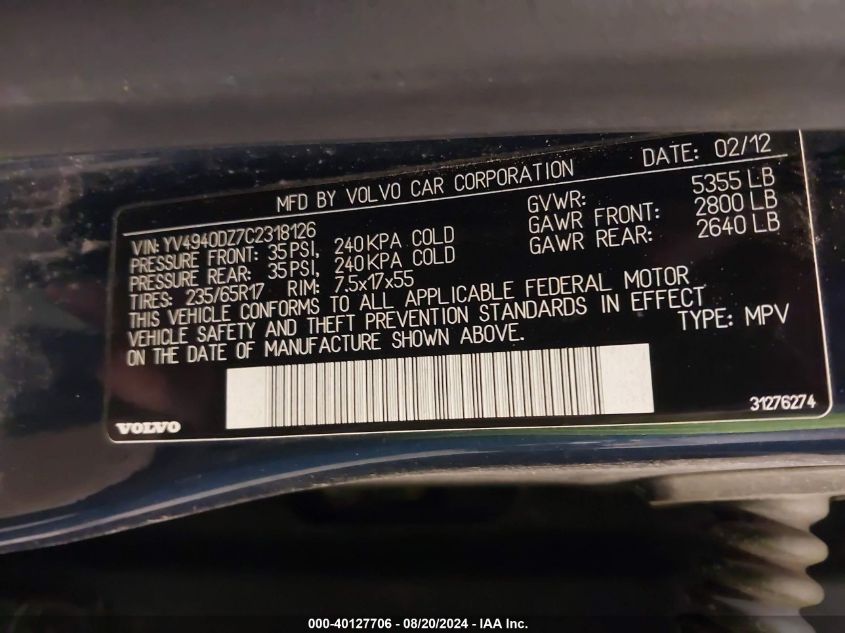 MFD BY VOLVO CAR CORPORATION DATE: 02/12
VIN: YV4940DZ7C2318126 GVWR: 5355 LB
PRESSURE FRONT: 35 PSI, 240 KPA COLD GAWR FRONT: 2800 LB
PRESSURE REAR: 35 PSI, 240 KPA COLD GAWR REAR: 2640 LB
TIRES: 235/65R17 RIM: 7.5x17x55
THIS VEHICLE CONFORMS TO ALL APPLICABLE FEDERAL MOTOR
VEHICLE SAFETY AND THEFT PREVENTION STANDARDS IN EFFECT
ON THE DATE OF MANUFACTURE SHOWN ABOVE. TYPE: MPV
VOLVO 31276274
000-40127706 - 08/20/2024 - IAA Inc.